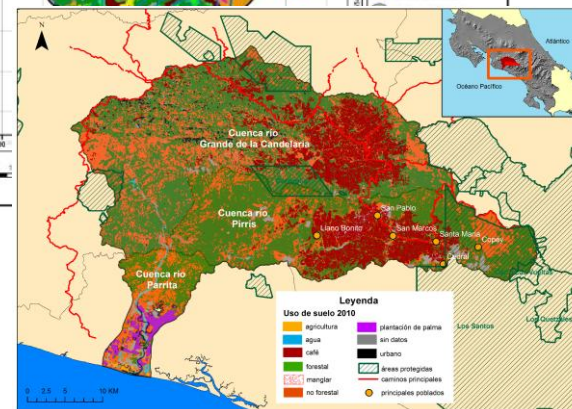 Atlántico
Océano Pacífico
N
Cuenca río
Grande de la Candelaria
Cuenca río
Pirrís
Cuenca río
Parrita
San Pablo
Llano Bonito
San Marcos
Santa María
Copey
Los Santos
Los Quetzales
Leyenda
Uso de suelo 2010
agricultura
agua
café
forestal
manglar
no forestal
plantación de palma
sin datos
urbano
áreas protegidas
caminos principales
principales poblados
0 2.5 5 10 KM